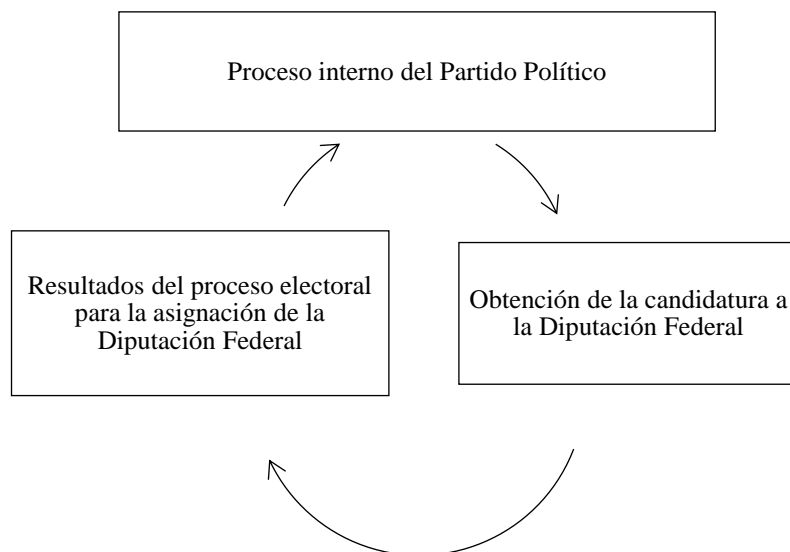 Proceso interno del Partido Político
Resultados del proceso electoral
para la asignación de la
Diputación Federal
Obtención de la candidatura a
la Diputación Federal